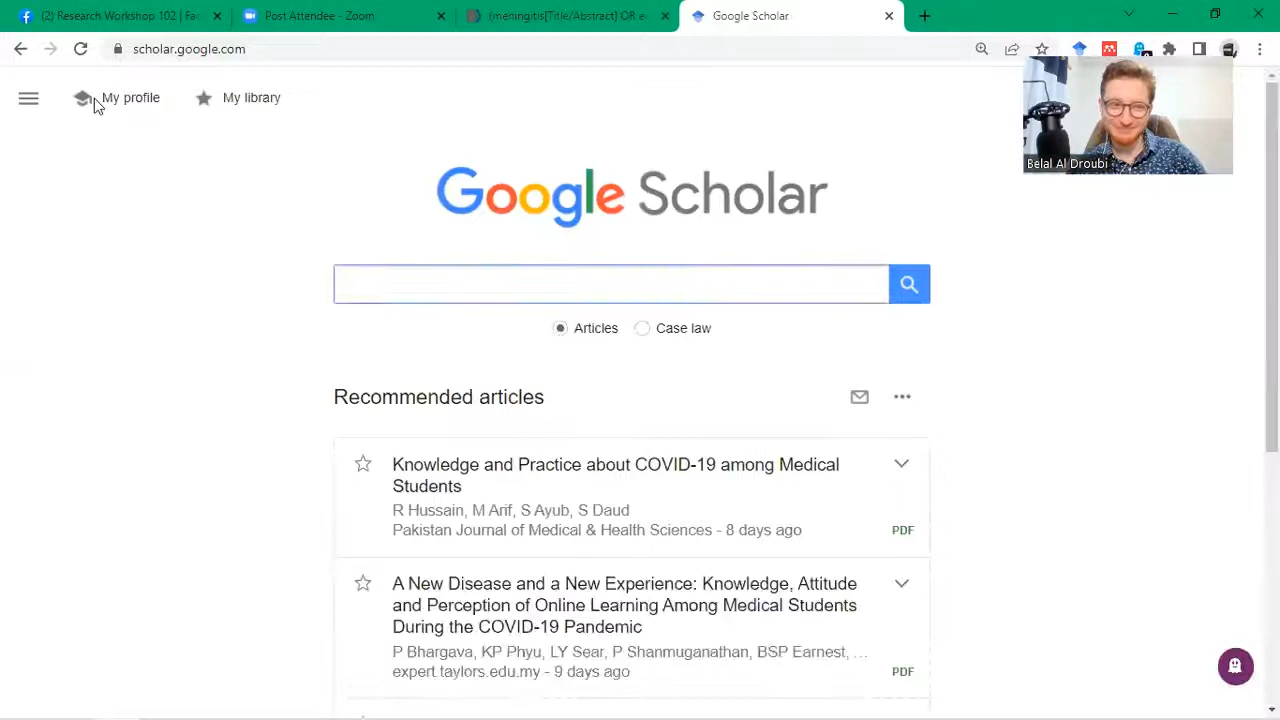 (2) Research Workshop 102 | Fac
Post Attendee - Zoom
(meningitis[Title/Abstract] OR e
Google Scholar
scholar.google.com
My profile
My library
Belal Al Droubi
Google Scholar
Articles
Case law
Recommended articles
Knowledge and Practice about COVID-19 among Medical
Students
R Hussain, M Arif, S Ayub, S Daud
Pakistan Journal of Medical & Health Sciences - 8 days ago
PDF
A New Disease and a New Experience: Knowledge, Attitude
and Perception of Online Learning Among Medical Students
During the COVID-19 Pandemic
P Bhargava, KP Phyu, LY Sear, P Shanmuganathan, BSP Earnest, …
expert.taylors.edu.my - 9 days ago
PDF